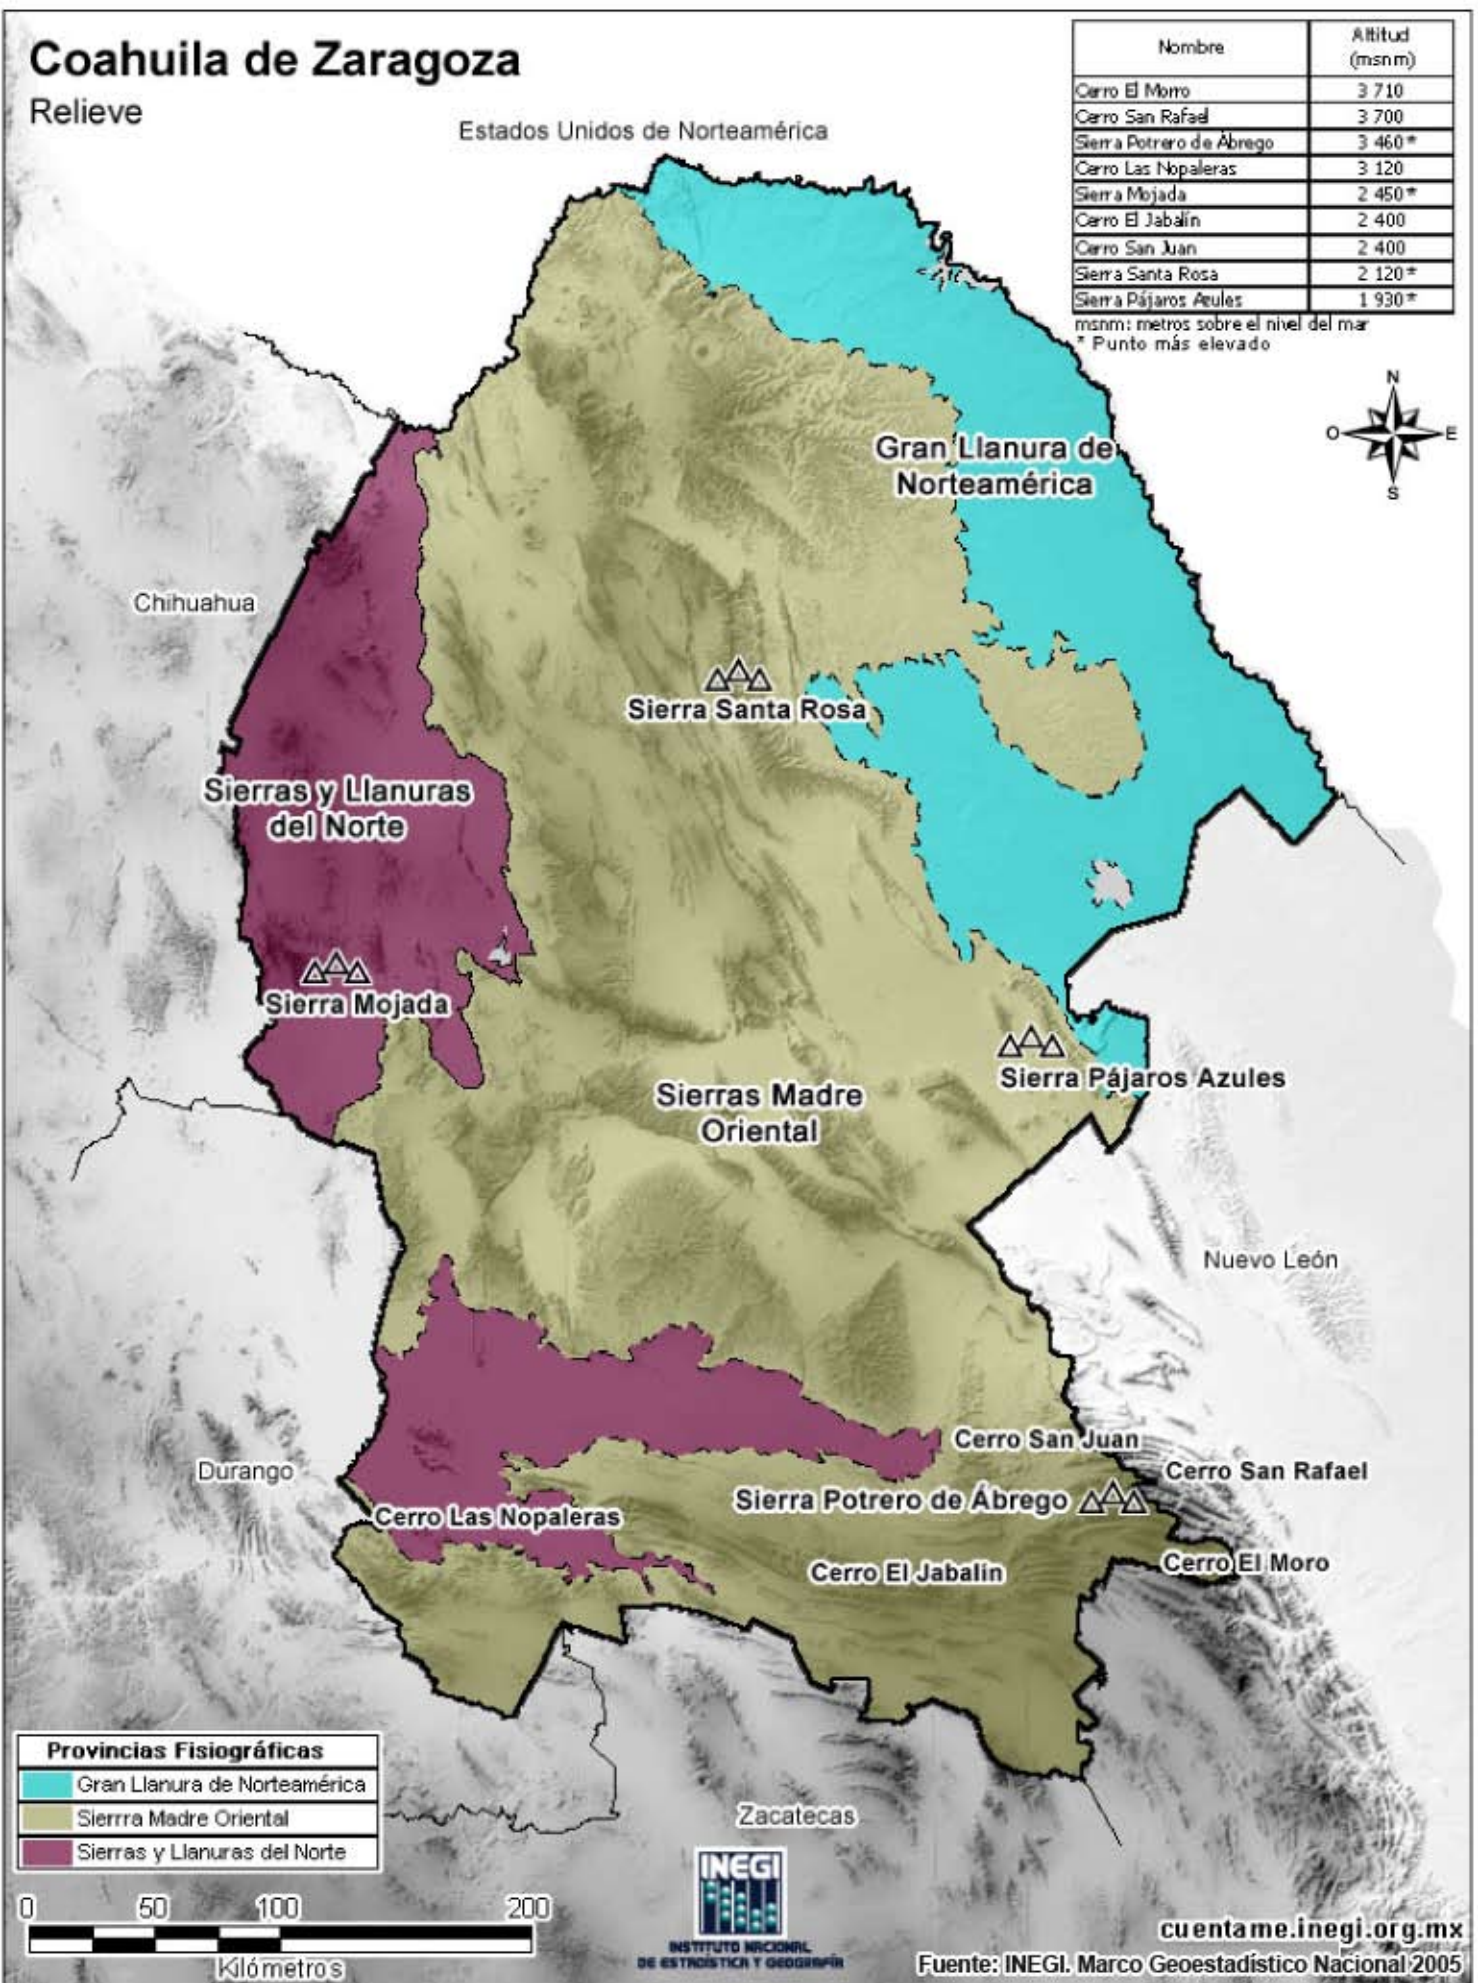 Coahuila de Zaragoza
Relieve
Nombre
Altitud
(msnm)
Cerro El Morro 3 710
Cerro San Rafael 3 700
Sierra Potrero de Ábrego 3 460*
Cerro Las Nopaleras 3 120
Sierra Mojada 2 450*
Cerro El Jabalín 2 400
Cerro San Juan 2 400
Sierra Santa Rosa 2 120*
Sierra Pájaros Azules 1 930*
msnm: metros sobre el nivel del mar
* Punto más elevado
Estados Unidos de Norteamérica
N
O E
S
Gran Llanura de
Norteamérica
Chihuahua
Sierra Santa Rosa
Sierras y Llanuras
del Norte
Sierra Mojada
Sierra Pájaros Azules
Sierras Madre
Oriental
Nuevo León
Cerro San Juan
Durango
Cerro San Rafael
Sierra Potrero de Ábrego
Cerro Las Nopaleras
Cerro El Moro
Cerro El Jabalin
Provincias Fisiográficas
Gran Llanura de Norteamérica
Sierrra Madre Oriental
Sierras y Llanuras del Norte
Zacatecas
0 50 100 200
Kilómetros
INEGI
INSTITUTO NACIONAL
DE ESTADÍSTICA Y GEOGRAFÍA
cuentame.inegi.org.mx
Fuente: INEGI. Marco Geoestadístico Nacional 2005